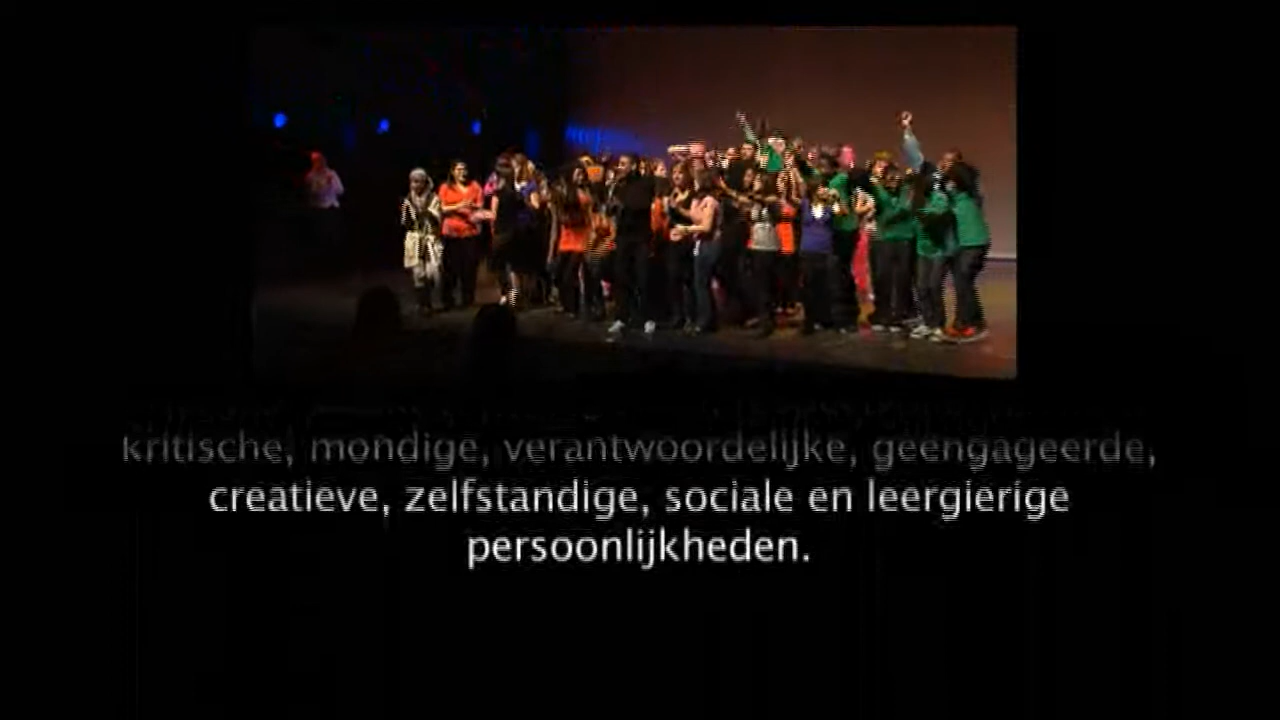 kritische, mondige, verantwoordelijke, geëngageerde,
creatieve, zelfstandige, sociale en leergierige
persoonlijkheden.